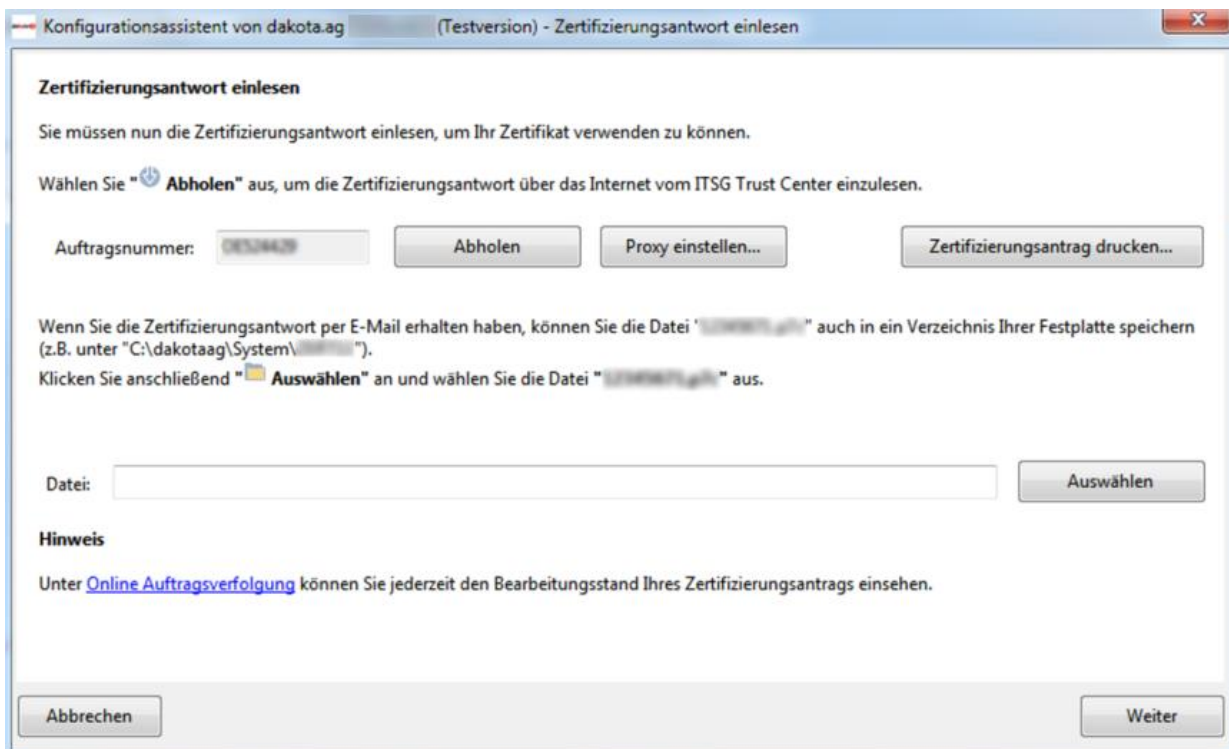 Konfigurationsassistent von dakota.ag (Testversion) - Zertifizierungsantwort einlesen
Zertifizierungsantwort einlesen
Sie müssen nun die Zertifizierungsantwort einlesen, um Ihr Zertifikat verwenden zu können.
Wählen Sie " Abholen" aus, um die Zertifizierungsantwort über das Internet vom ITSG Trust Center einzulesen.
Auftragsnummer: Abholen Proxy einstellen... Zertifizierungsantrag drucken...
Wenn Sie die Zertifizierungsantwort per E-Mail erhalten haben, können Sie die Datei " auch in ein Verzeichnis Ihrer Festplatte speichern
(z.B. unter "C:\dakotaag\System\ ").
Klicken Sie anschließend " Auswählen" an und wählen Sie die Datei " " aus.
Datei: Auswählen
Hinweis
Unter Online Auftragsverfolgung können Sie jederzeit den Bearbeitungsstand Ihres Zertifizierungsantrags einsehen.
Abbrechen Weiter